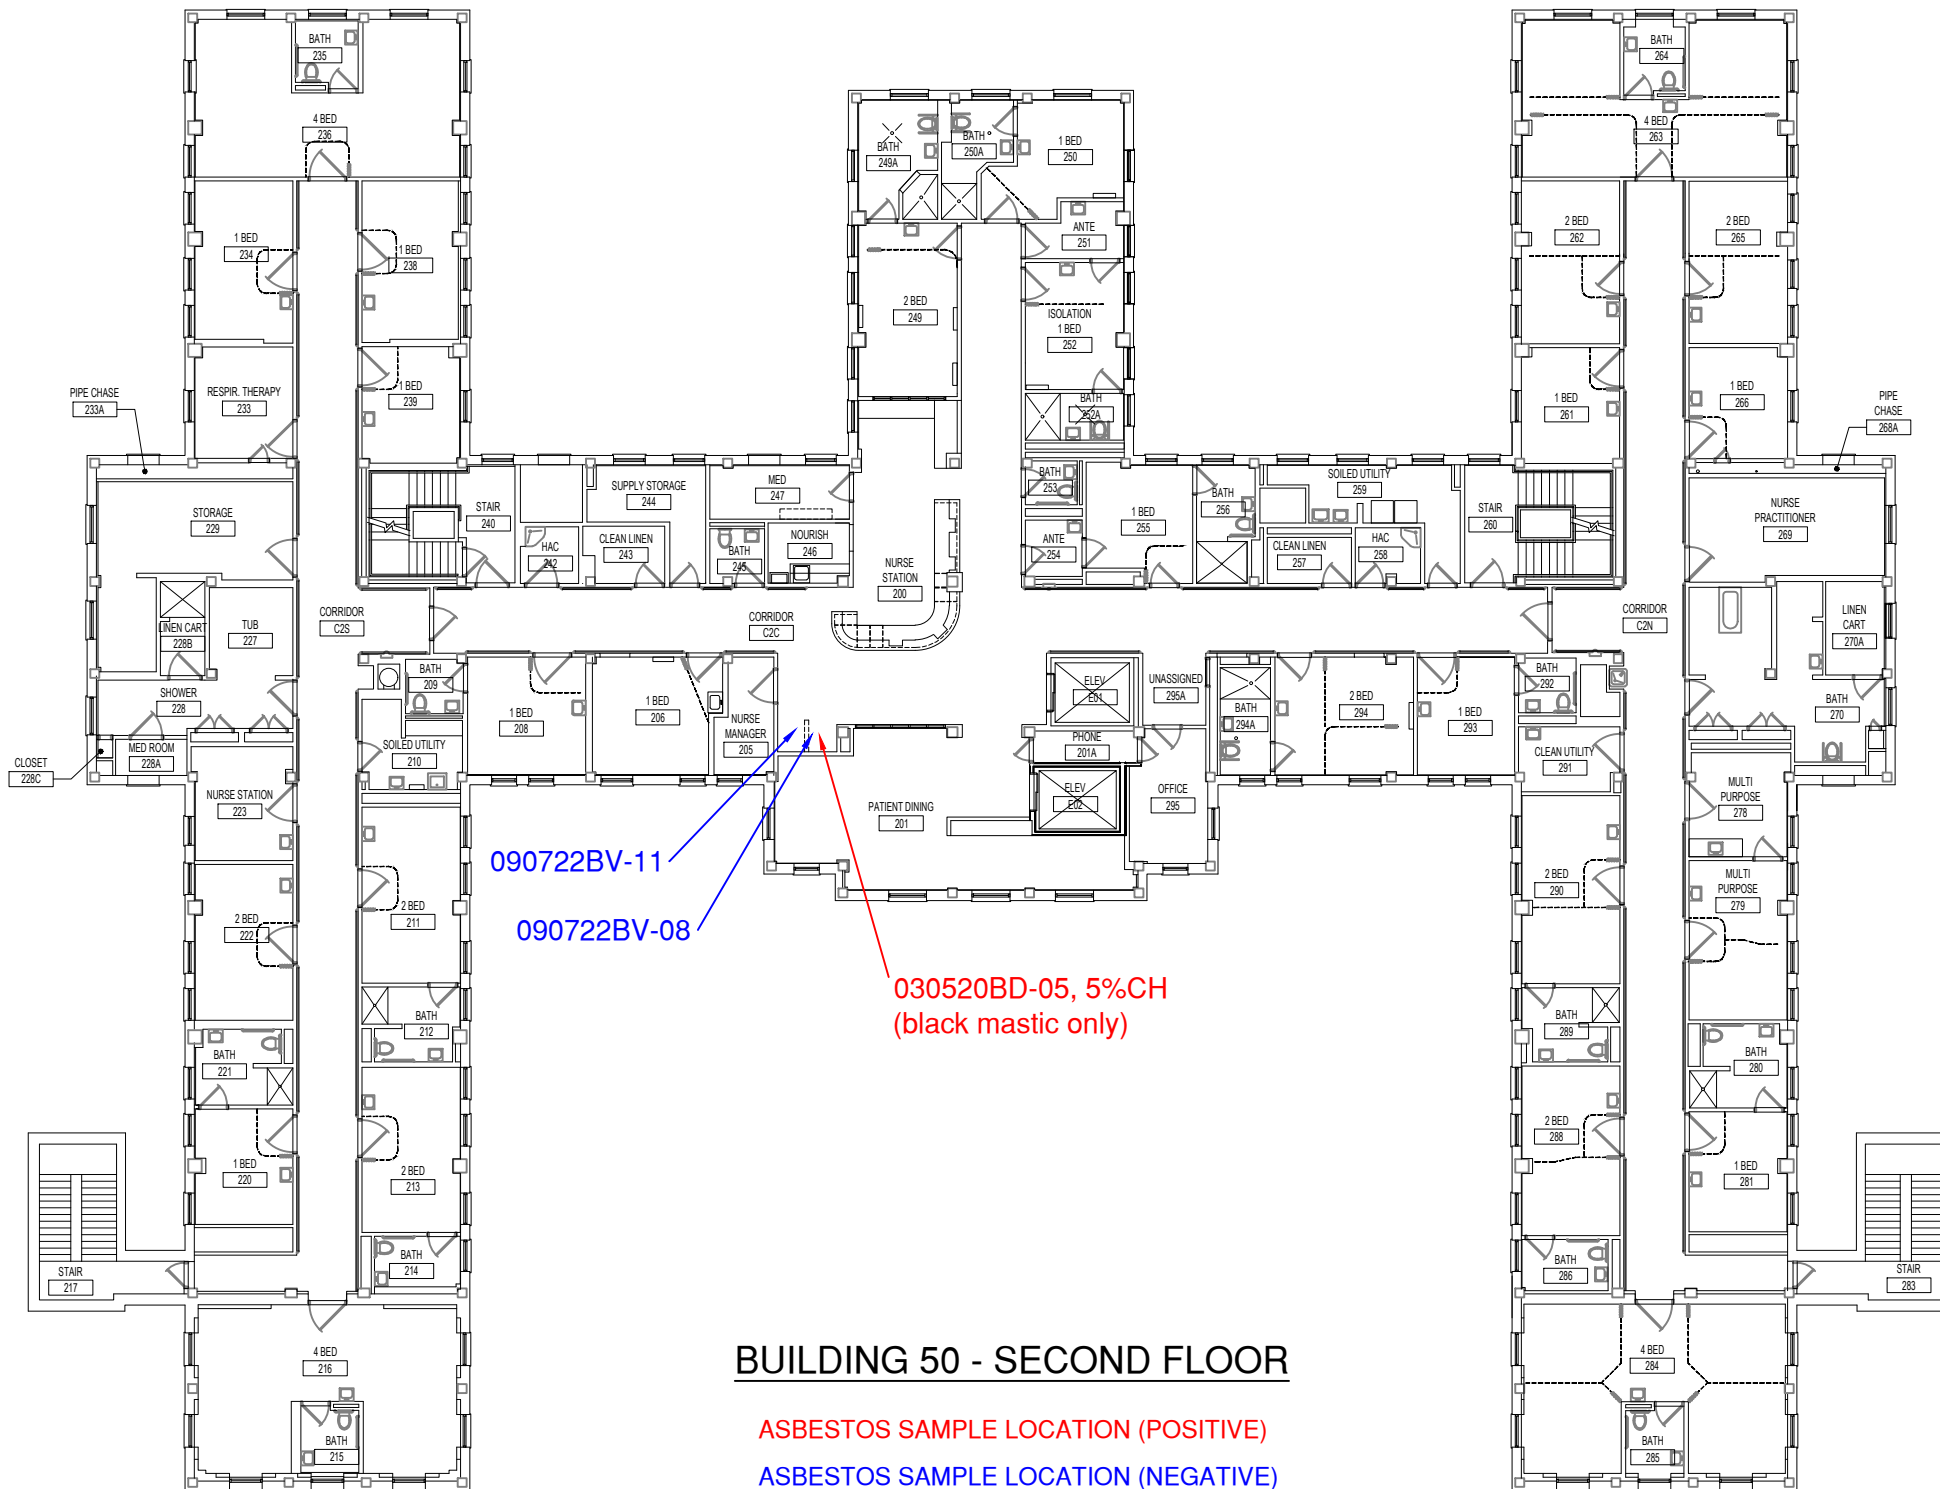 BATH
235
4 BED
236
1 BED
234
1 BED
238
RESPIR. THERAPY
233
1 BED
239
PIPE CHASE
233A
STORAGE
229
STAIR
240
HAC
242
SUPPLY STORAGE
244
CLEAN LINEN
243
MED
247
BATH
245
NOURISH
246
BATH
249A
BATH
250A
1 BED
250
ANTE
251
2 BED
249
ISOLATION
1 BED
252
BATH
252A
NURSE
STATION
200
BATH
253
ANTE
254
1 BED
255
BATH
256
SOILED UTILITY
259
CLEAN LINEN
257
HAC
258
STAIR
260
BATH
264
4 BED
263
2 BED
262
2 BED
265
1 BED
261
1 BED
266
PIPE
CHASE
268A
NURSE
PRACTITIONER
269
LINEN CART
228B
TUB
227
CORRIDOR
C2S
CORRIDOR
C2C
CORRIDOR
C2N
LINEN
CART
270A
SHOWER
228
MED ROOM
228A
CLOSET
228C
BATH
209
SOILED UTILITY
210
1 BED
208
1 BED
206
NURSE
MANAGER
205
ELEV
E01
UNASSIGNED
295A
PHONE
201A
ELEV
E02
OFFICE
295
PATIENT DINING
201
BATH
294A
2 BED
294
1 BED
293
BATH
292
CLEAN UTILITY
291
BATH
270
MULTI
PURPOSE
278
NURSE STATION
223
2 BED
222
2 BED
211
BATH
212
BATH
221
1 BED
220
2 BED
213
BATH
214
STAIR
217
4 BED
216
BATH
215
090722BV-11
090722BV-08
030520BD-05, 5%CH
(black mastic only)
2 BED
290
MULTI
PURPOSE
279
BATH
289
BATH
280
2 BED
288
1 BED
281
BATH
286
STAIR
283
4 BED
284
BATH
285
BUILDING 50 - SECOND FLOOR
ASBESTOS SAMPLE LOCATION (POSITIVE)
ASBESTOS SAMPLE LOCATION (NEGATIVE)